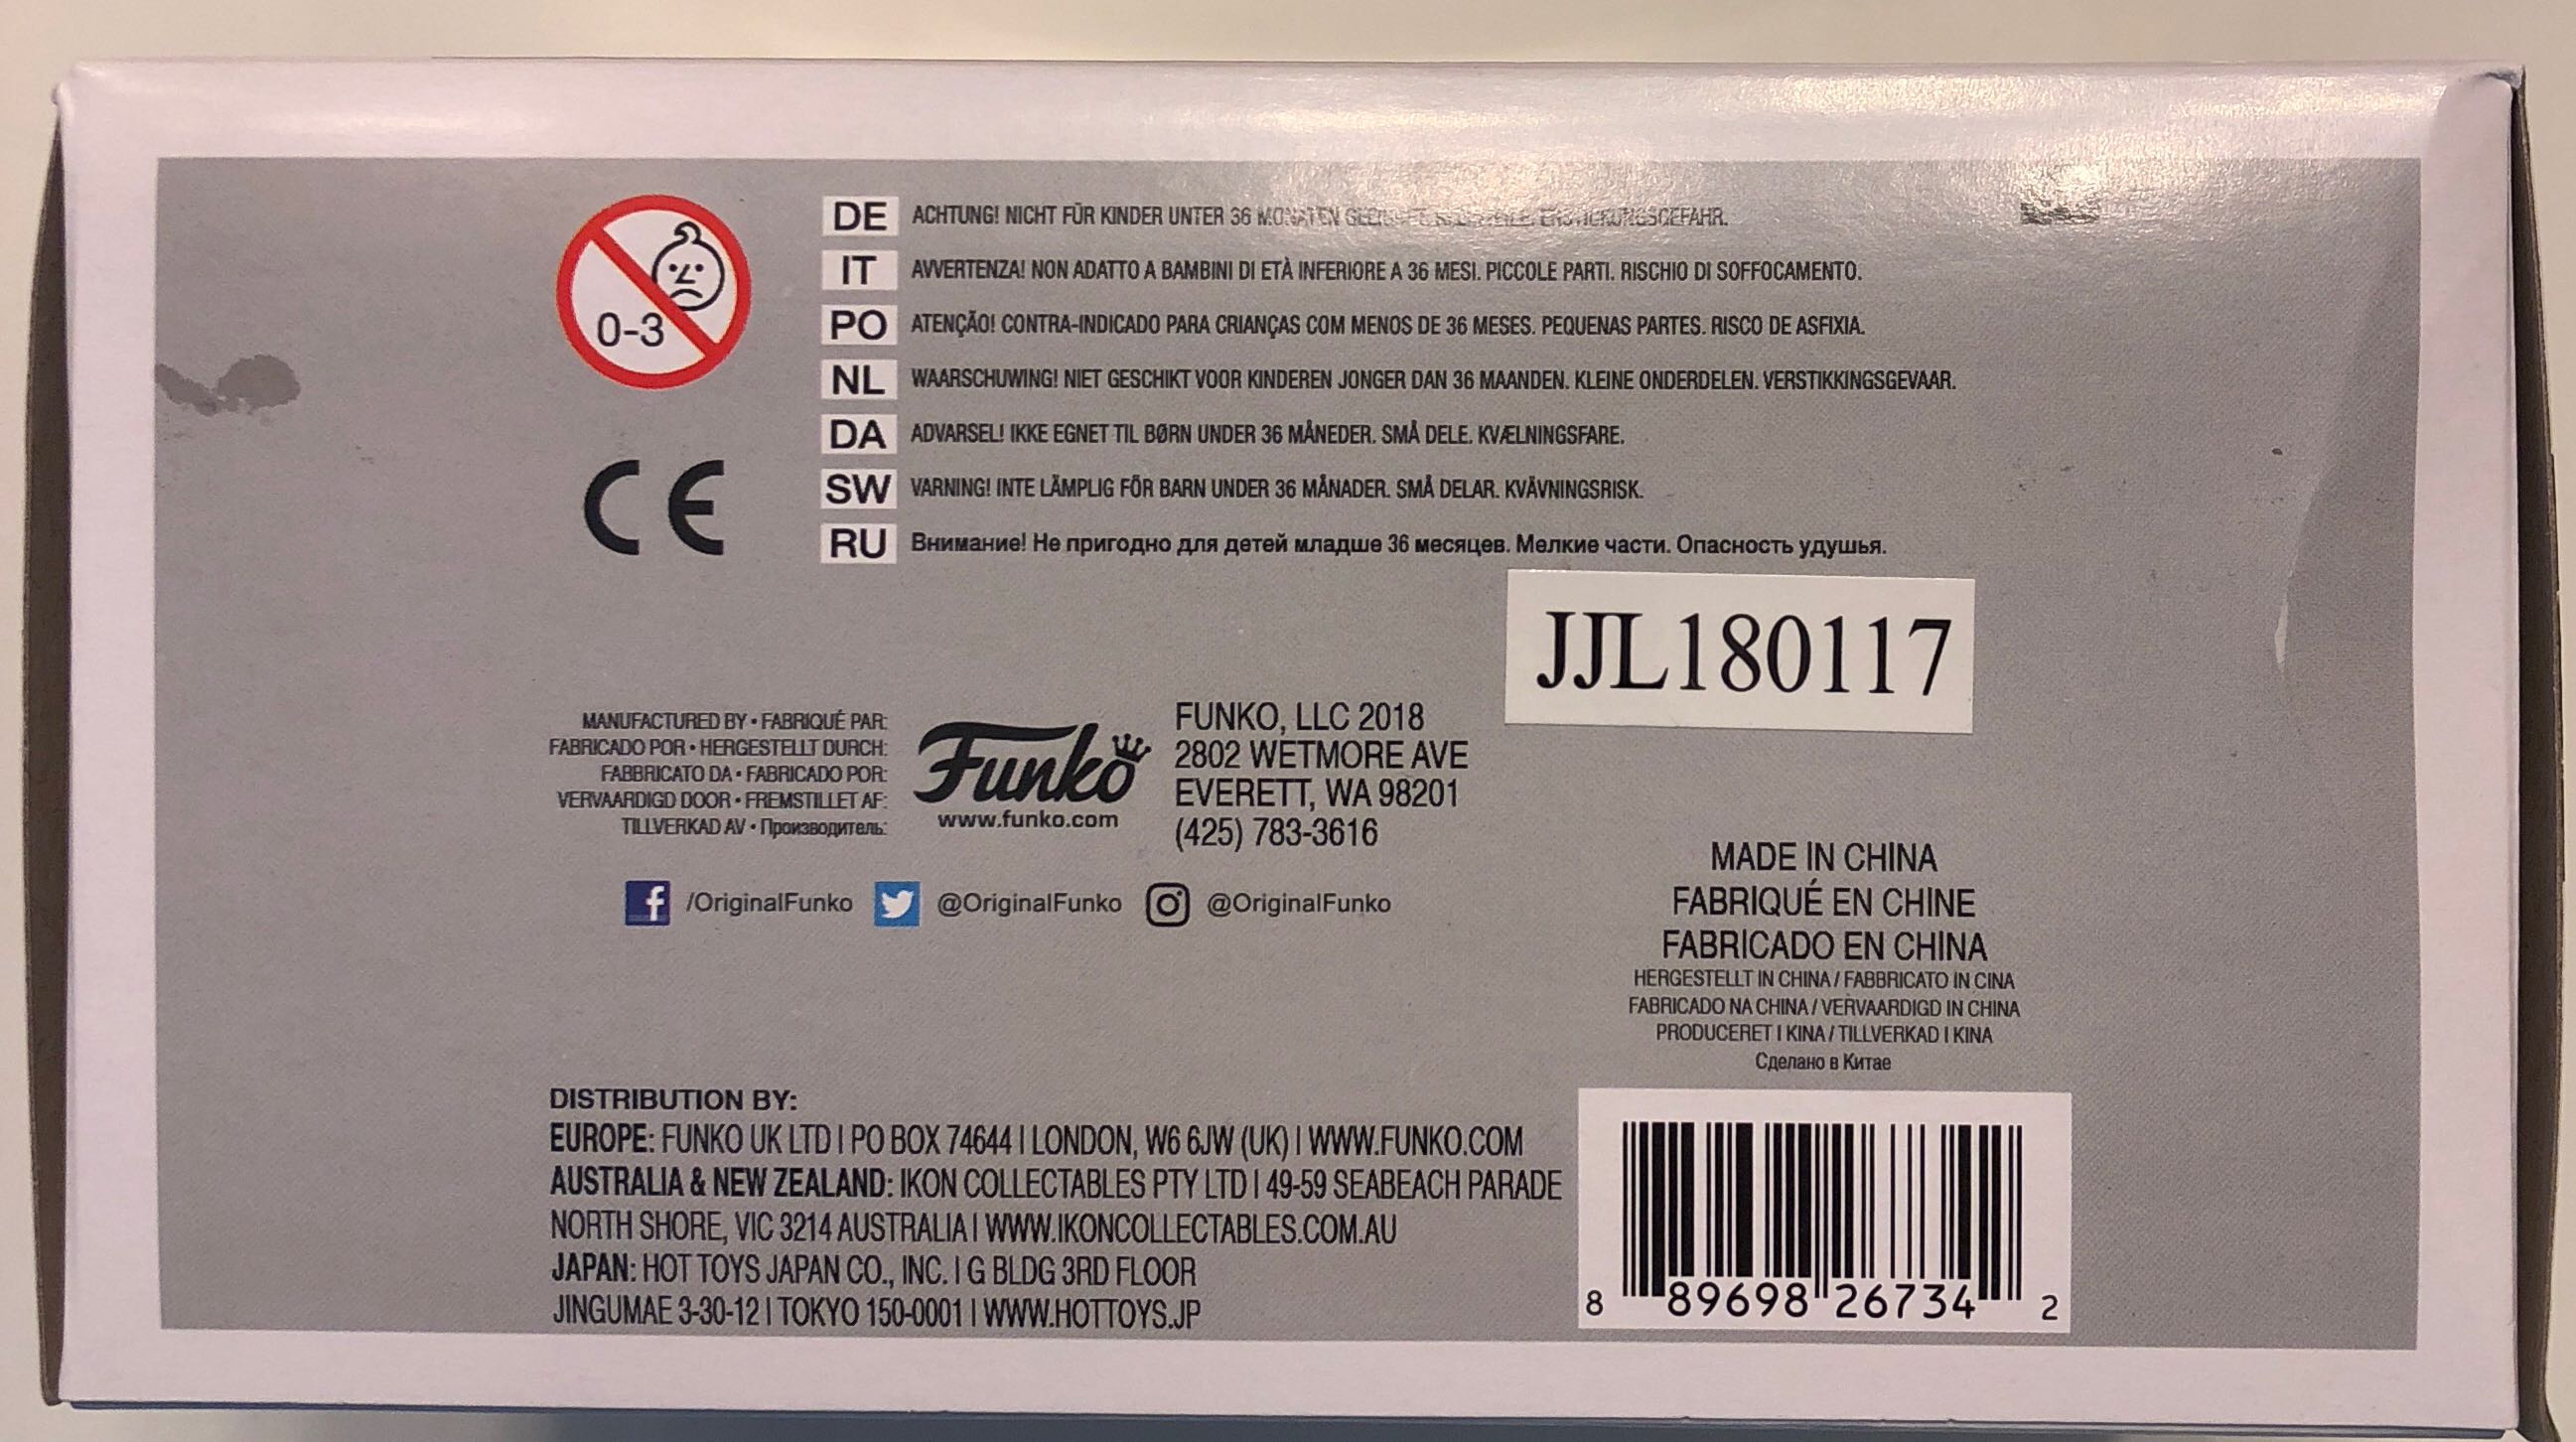 0-3
CE
DE ACHTUNG! NICHT FÜR KINDER UNTER 36 MONATEN
IT AVVERTENZA! NON ADATTO A BAMBINI DI ETÀ INFERIORE A 36 MESI. PICCOLE PARTI. RISCHIO DI SOFFOCAMENTO.
PO ATENÇÃO! CONTRA-INDICADO PARA CRIANÇAS COM MENOS DE 36 MESES. PEQUENAS PARTES. RISCO DE ASFIXIA.
NL WAARSCHUWING! NIET GESCHIKT VOOR KINDEREN JONGER DAN 36 MAANDEN. KLEINE ONDERDELEN. VERSTIKKINGSGEVAAR.
DA ADVARSEL! IKKE EGNET TIL BØRN UNDER 36 MÅNEDER. SMÅ DELE. KVÆLNINGSFARE.
SW VARNING! INTE LÄMPLIG FÖR BARN UNDER 36 MÅNADER. SMÅ DELAR. KVÄVNINGSRISK.
RU Внимание! Не пригодно для детей младше 36 месяцев. Мелкие части. Опасность удушья.
JJL180117
MANUFACTURED BY • FABRIQUÉ PAR:
FABRICADO POR • HERGESTELLT DURCH:
FABBRICATO DA • FABRICADO POR:
VERVAARDIGD DOOR • FREMSTILLET AF:
TILLVERKAD AV • Производитель:
Funko
www.funko.com
FUNKO, LLC 2018
2802 WETMORE AVE
EVERETT, WA 98201
(425) 783-3616
f /OriginalFunko @OriginalFunko @OriginalFunko
MADE IN CHINA
FABRIQUÉ EN CHINE
FABRICADO EN CHINA
HERGESTELLT IN CHINA / FABBRICATO IN CINA
FABRICADO NA CHINA / VERVAARDIGD IN CHINA
PRODUCERET I KINA / TILLVERKAD I KINA
Сделано в Китае
DISTRIBUTION BY:
EUROPE: FUNKO UK LTD | PO BOX 74644 | LONDON, W6 6JW (UK) | WWW.FUNKO.COM
AUSTRALIA & NEW ZEALAND: IKON COLLECTABLES PTY LTD | 49-59 SEABEACH PARADE
NORTH SHORE, VIC 3214 AUSTRALIA | WWW.IKONCOLLECTABLES.COM.AU
JAPAN: HOT TOYS JAPAN CO., INC. | G BLDG 3RD FLOOR
JINGUMAE 3-30-12 | TOKYO 150-0001 | WWW.HOTTOYS.JP
8 89698 26734 2